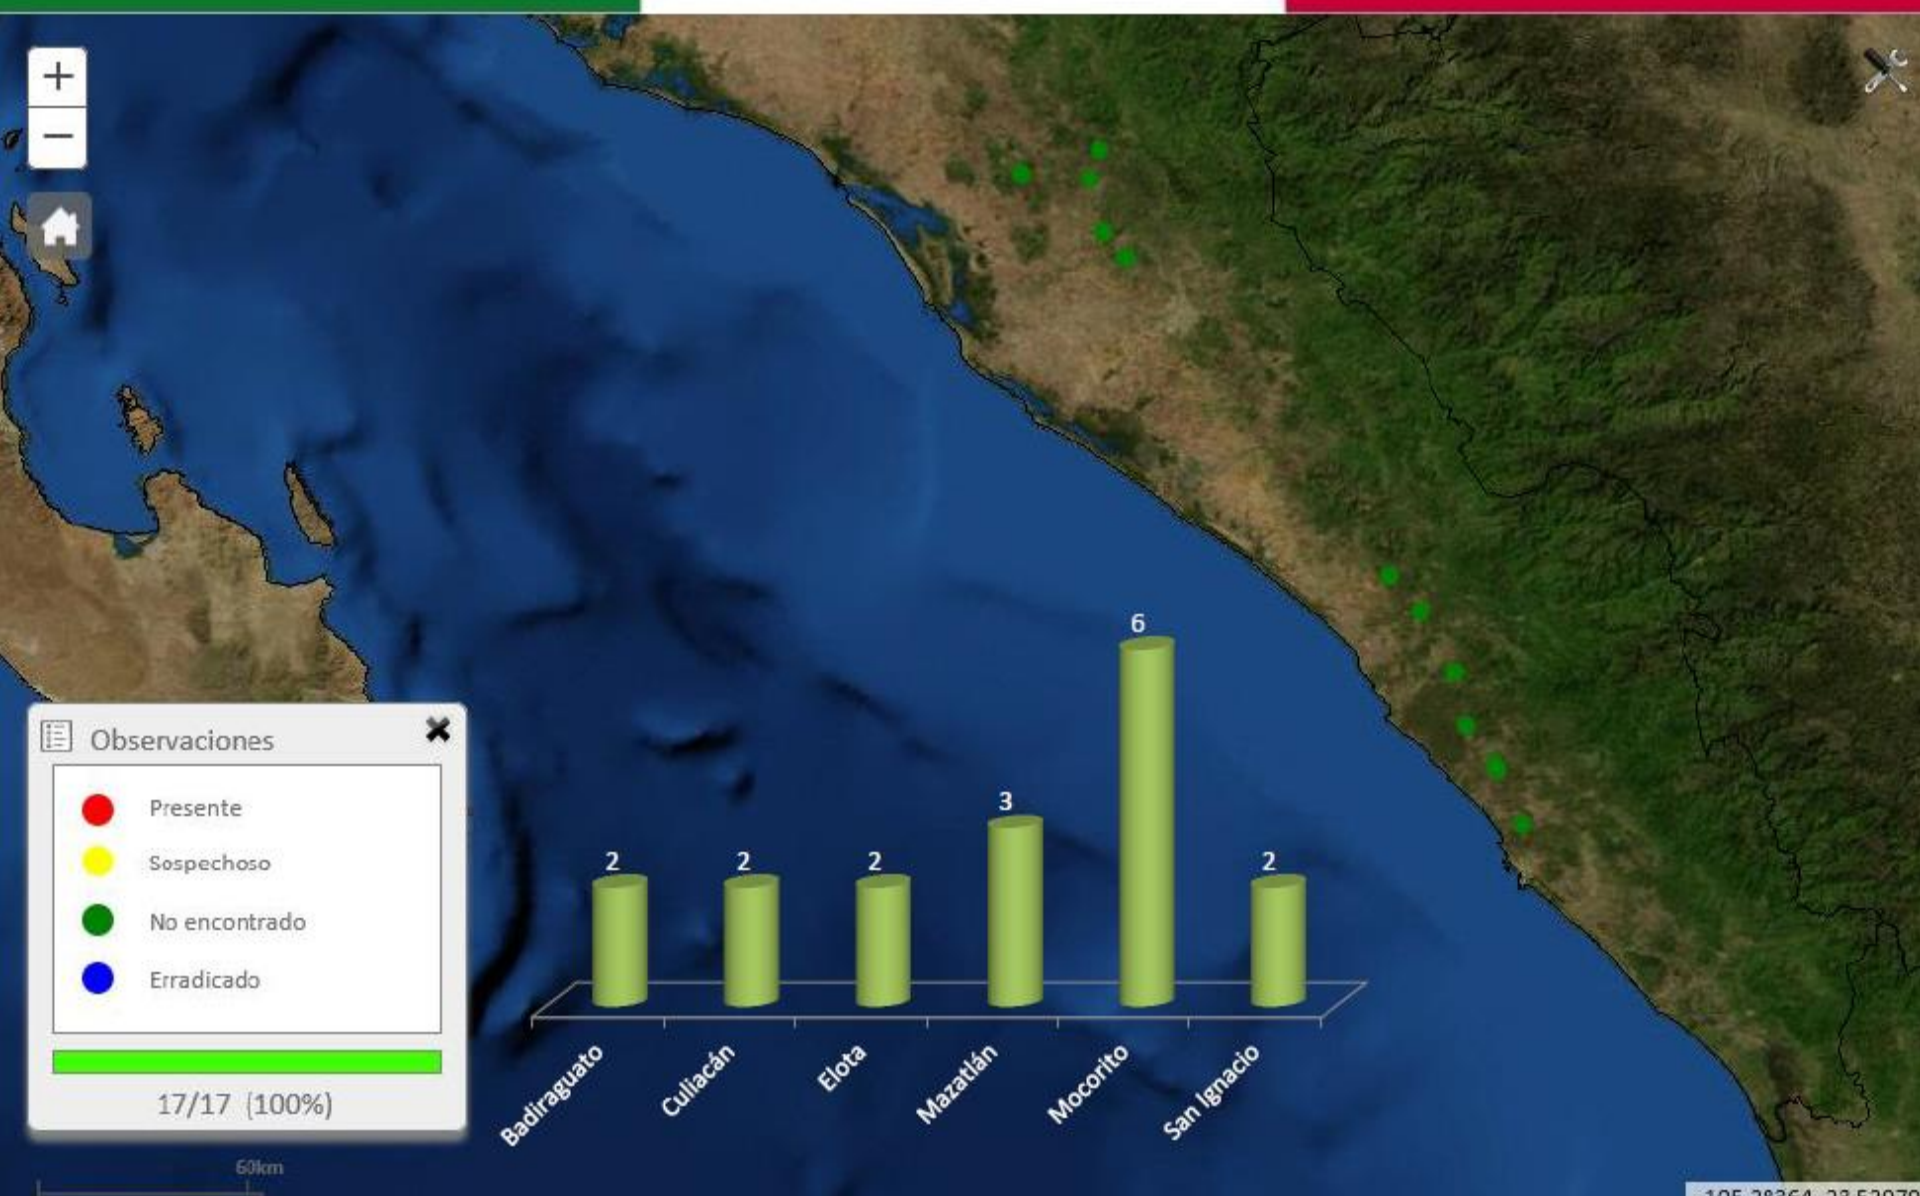 +
−
6
3
2
2
2
2
Observaciones
Presente
Sospechoso
No encontrado
Erradicado
17/17 (100%)
Badiraguato
Culiacán
Elota
Mazatlán
Mocorito
San Ignacio
60km